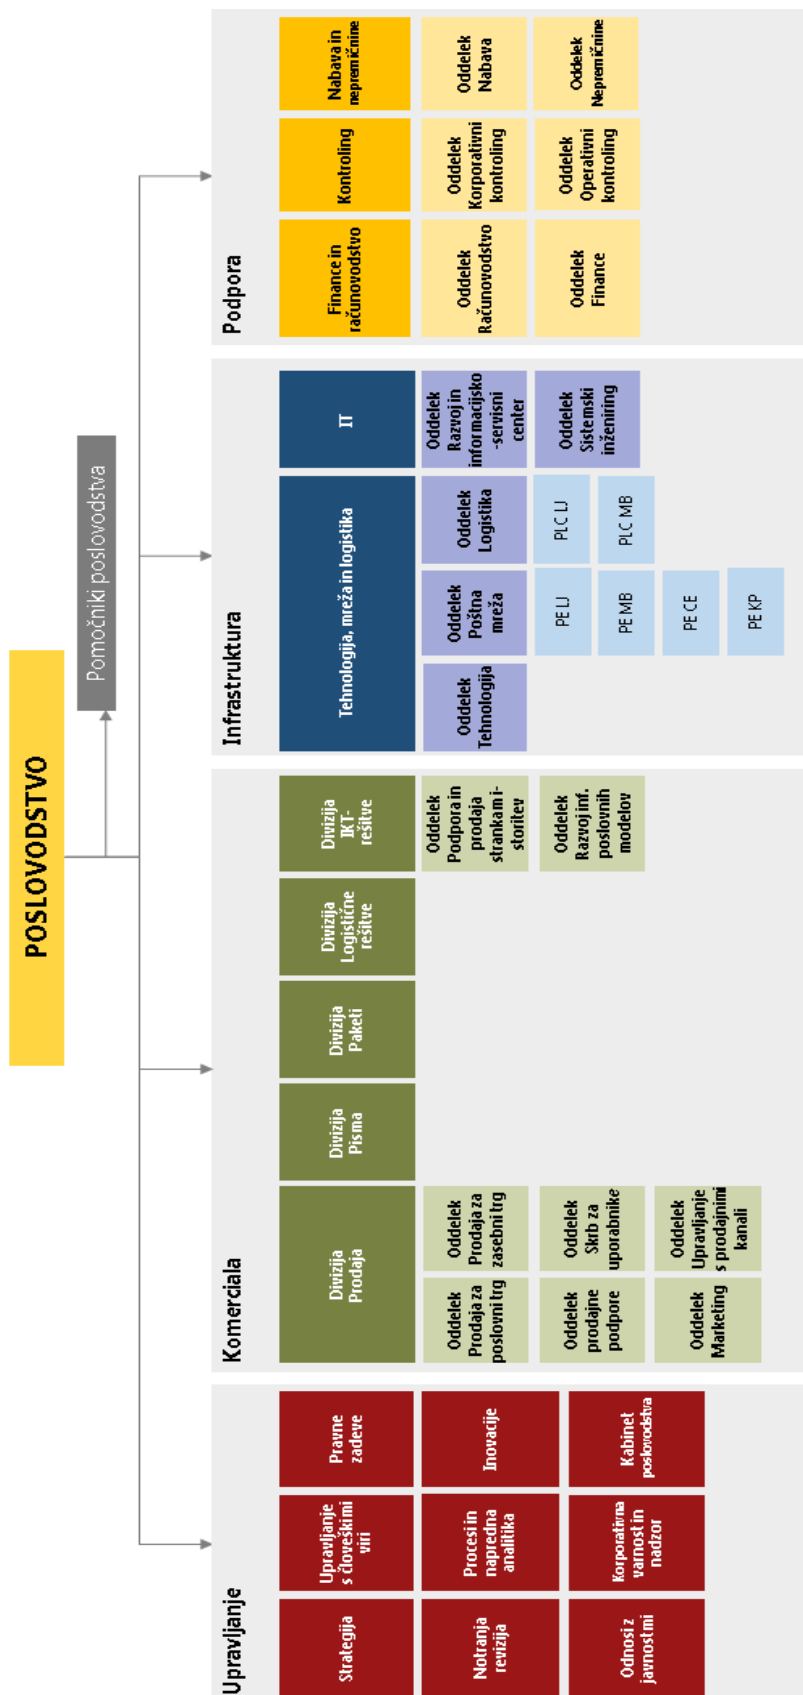 POSLOVODSTVO
Pomočniki poslovodstva
Upravljanje
Strategija
Upravljanje
s človeškimi
viri
Pravne
zadeve
Notranja
revizija
Procesi in
napredna
analitika
Inovacije
Odnosi z
javnostmi
Korporativna
varnost in
nadzor
Kabinet
poslovodstva
Komerciala
Divizija
Prodaja
Divizija
Pisma
Divizija
Paketi
Divizija
Logistične
rešitve
Divizija
IKT-
rešitve
Oddelek
Prodaja za
poslovni trg
Oddelek
Prodaja za
zasebni trg
Oddelek
Podpora in
prodaja
strankam i-
storitev
Oddelek
prodajne
podpore
Oddelek
Skrb za
uporabnike
Oddelek
Razvoj inf.
poslovnih
modelov
Oddelek
Marketing
Oddelek
Upravljanje
s prodajnimi
kanali
Infrastruktura
Tehnologija, mreža in logistika
IT
Oddelek
Tehnologija
Oddelek
Poštna
mreža
Oddelek
Logistika
Oddelek
Razvoj in
informacijsko
-servisni
center
PE LJ
PLC LJ
Oddelek
Sistemski
inženiring
PE MB
PLC MB
PE CE
PE KP
Podpora
Finance in
računovodstvo
Kontroling
Nabava in
nepremičnine
Oddelek
Računovodstvo
Oddelek
Korporativni
kontroling
Oddelek
Nabava
Oddelek
Finance
Oddelek
Operativni
kontroling
Oddelek
Nepremičnine